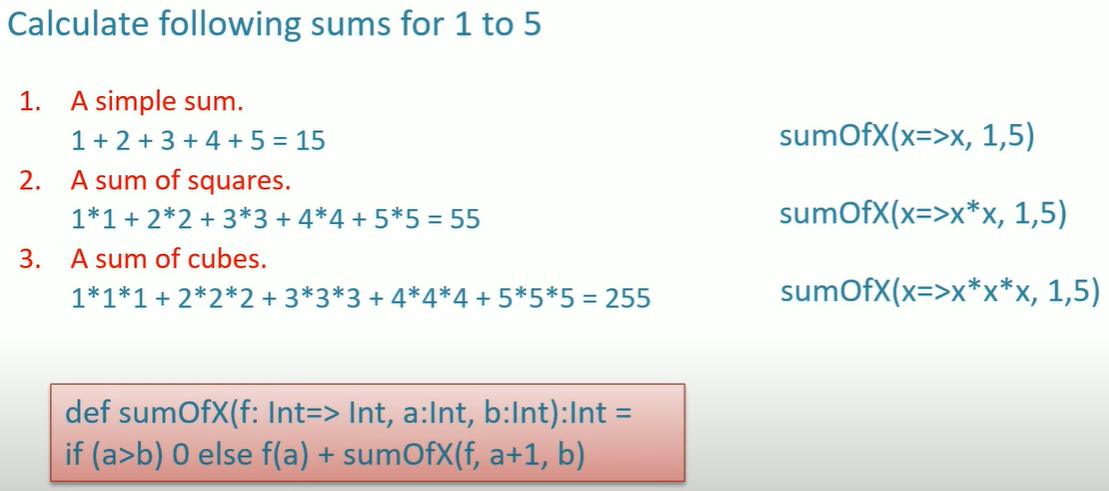 Calculate following sums for 1 to 5
1. A simple sum.
1 + 2 + 3 + 4 + 5 = 15
sumOfX(x=>x, 1,5)
2. A sum of squares.
1*1 + 2*2 + 3*3 + 4*4 + 5*5 = 55
sumOfX(x=>x*x, 1,5)
3. A sum of cubes.
1*1*1 + 2*2*2 + 3*3*3 + 4*4*4 + 5*5*5 = 255
sumOfX(x=>x*x*x, 1,5)
def sumOfX(f: Int=> Int, a:Int, b:Int):Int =
if (a>b) 0 else f(a) + sumOfX(f, a+1, b)